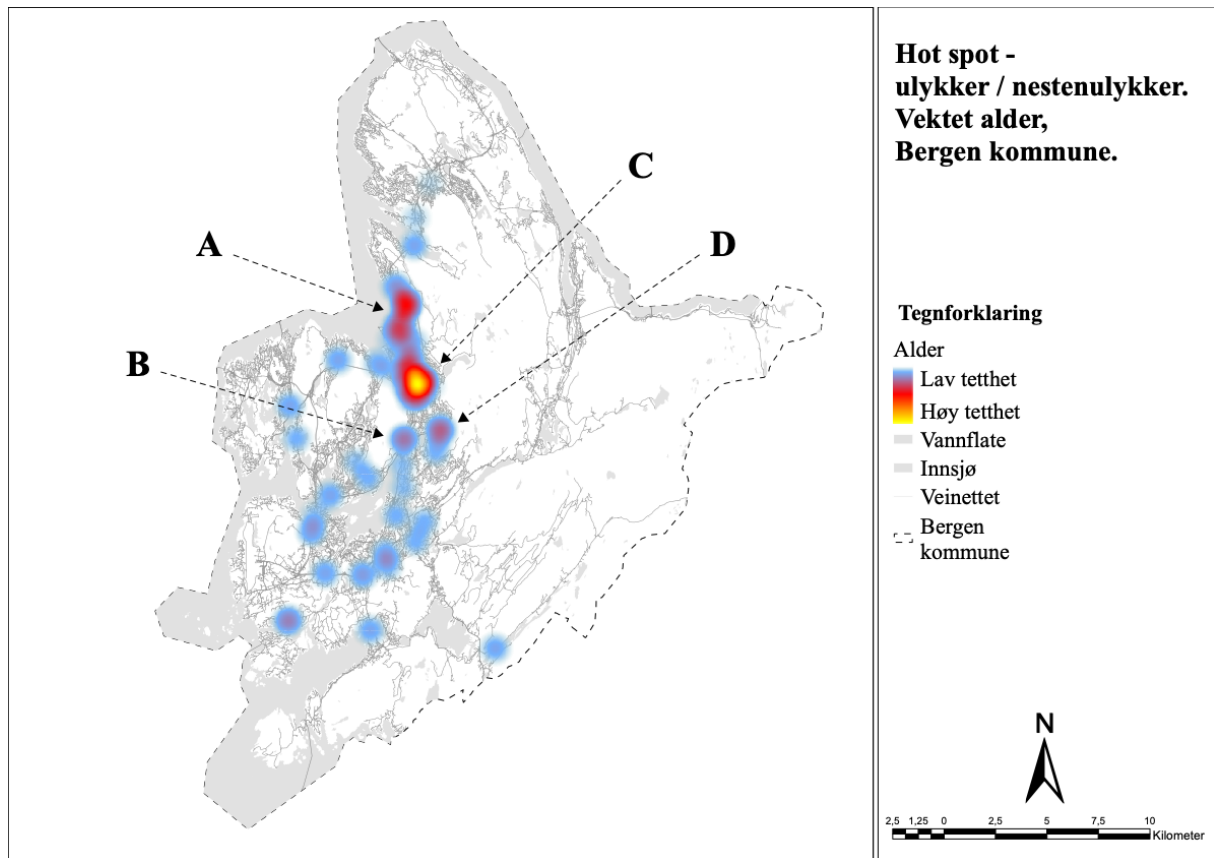 Hot spot -
ulykker / nestenulykker.
Vektet alder,
Bergen kommune.
C
A
D
B
Tegnforklaring
Alder
Lav tetthet
Høy tetthet
Vannflate
Innsjø
Veinettet
Bergen
kommune
N
2,5 1,25 0 2,5 5 7,5 10
Kilometer